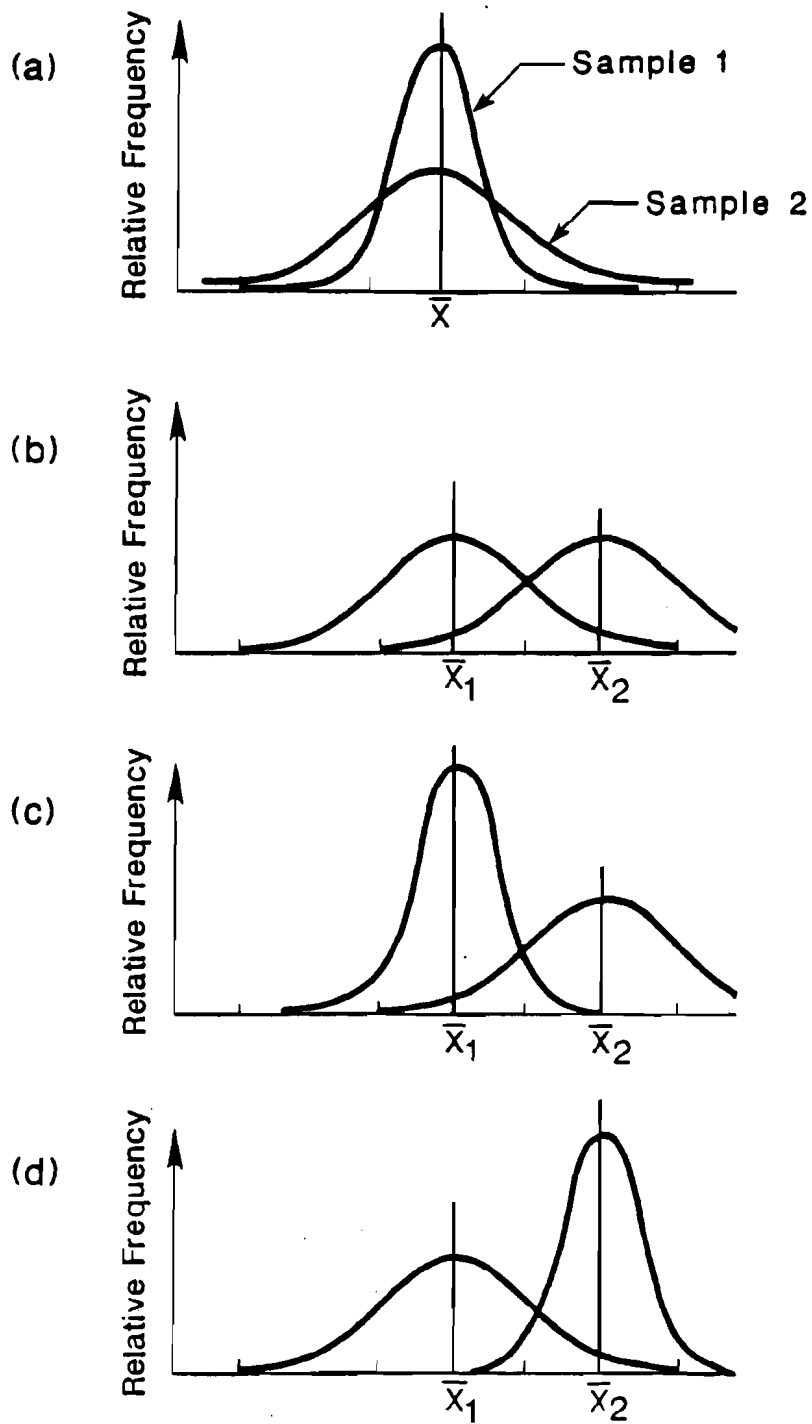 (a)
Relative Frequency
Sample 1
Sample 2
X̅
(b)
Relative Frequency
X̅₁
X̅₂
(c)
Relative Frequency
X̅₁
X̅₂
(d)
Relative Frequency
X̅₁
X̅₂